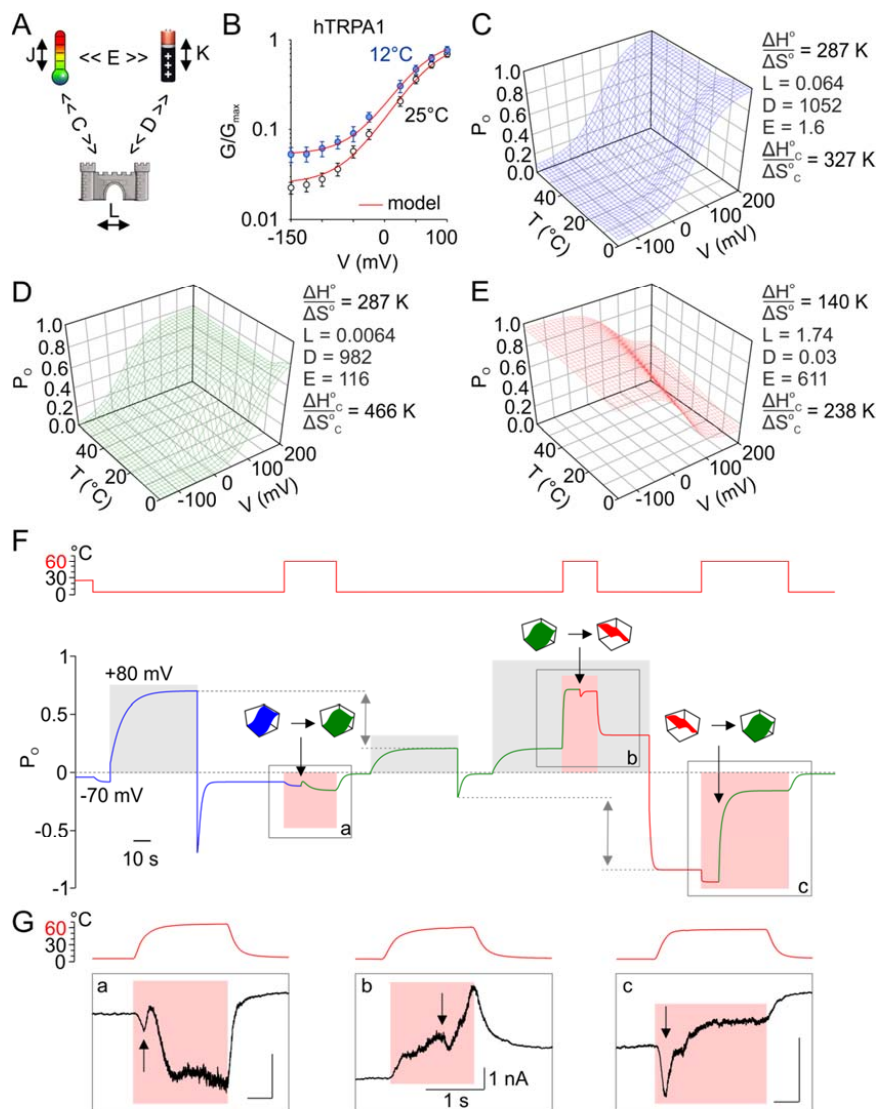 A
J
<< E >>
K
<< C >>
<< D >>
L
B
hTRPA1
12°C
25°C
G/Gmax
1
0.1
0.01
model
-150
0
100
V (mV)
C
Po
1.0
0.8
0.6
0.4
0.2
0.0
40
20
0
T (°C)
-100
0
100
200
V (mV)
ΔH°
ΔS° = 287 K
L = 0.064
D = 1052
E = 1.6
ΔH°C
ΔS°C = 327 K
D
Po
1.0
0.8
0.6
0.4
0.2
0.0
40
20
0
T (°C)
-100
0
100
200
V (mV)
ΔH°
ΔS° = 287 K
L = 0.0064
D = 982
E = 116
ΔH°C
ΔS°C = 466 K
E
Po
1.0
0.8
0.6
0.4
0.2
0.0
40
20
0
T (°C)
-100
0
100
200
V (mV)
ΔH°
ΔS° = 140 K
L = 1.74
D = 0.03
E = 611
ΔH°C
ΔS°C = 238 K
F
°C
60
30
0
Po
1
0.5
0
-0.5
-1
+80 mV
-70 mV
10 s
a
b
c
G
°C
60
30
0
a
b
c
1 nA
1 s